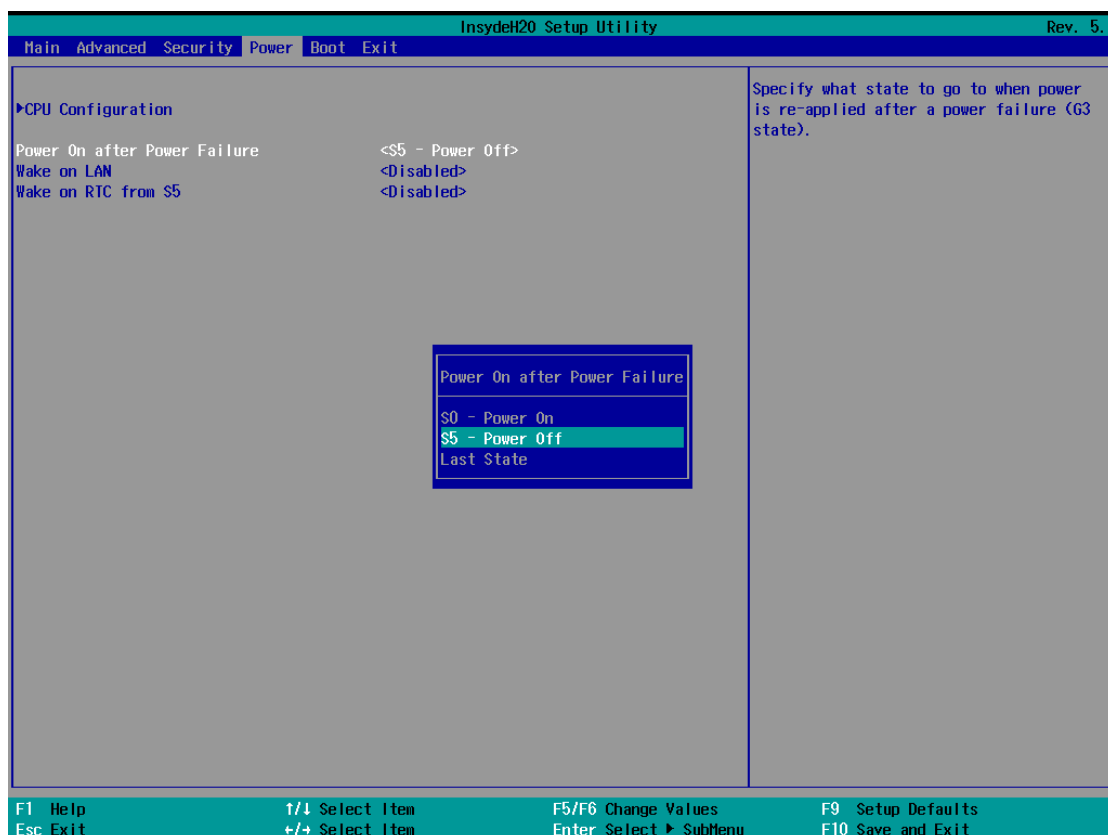 InsydeH20 Setup Utility Rev. 5.
Main Advanced Security Power Boot Exit
▶CPU Configuration
Power On after Power Failure <S5 - Power Off>
Wake on LAN <Disabled>
Wake on RTC from S5 <Disabled>
Specify what state to go to when power
is re-applied after a power failure (G3
state).
Power On after Power Failure
S0 - Power On
S5 - Power Off
Last State
F1 Help ↑/↓ Select Item F5/F6 Change Values F9 Setup Defaults
Esc Exit ←/→ Select Item Enter Select ▶ SubMenu F10 Save and Exit